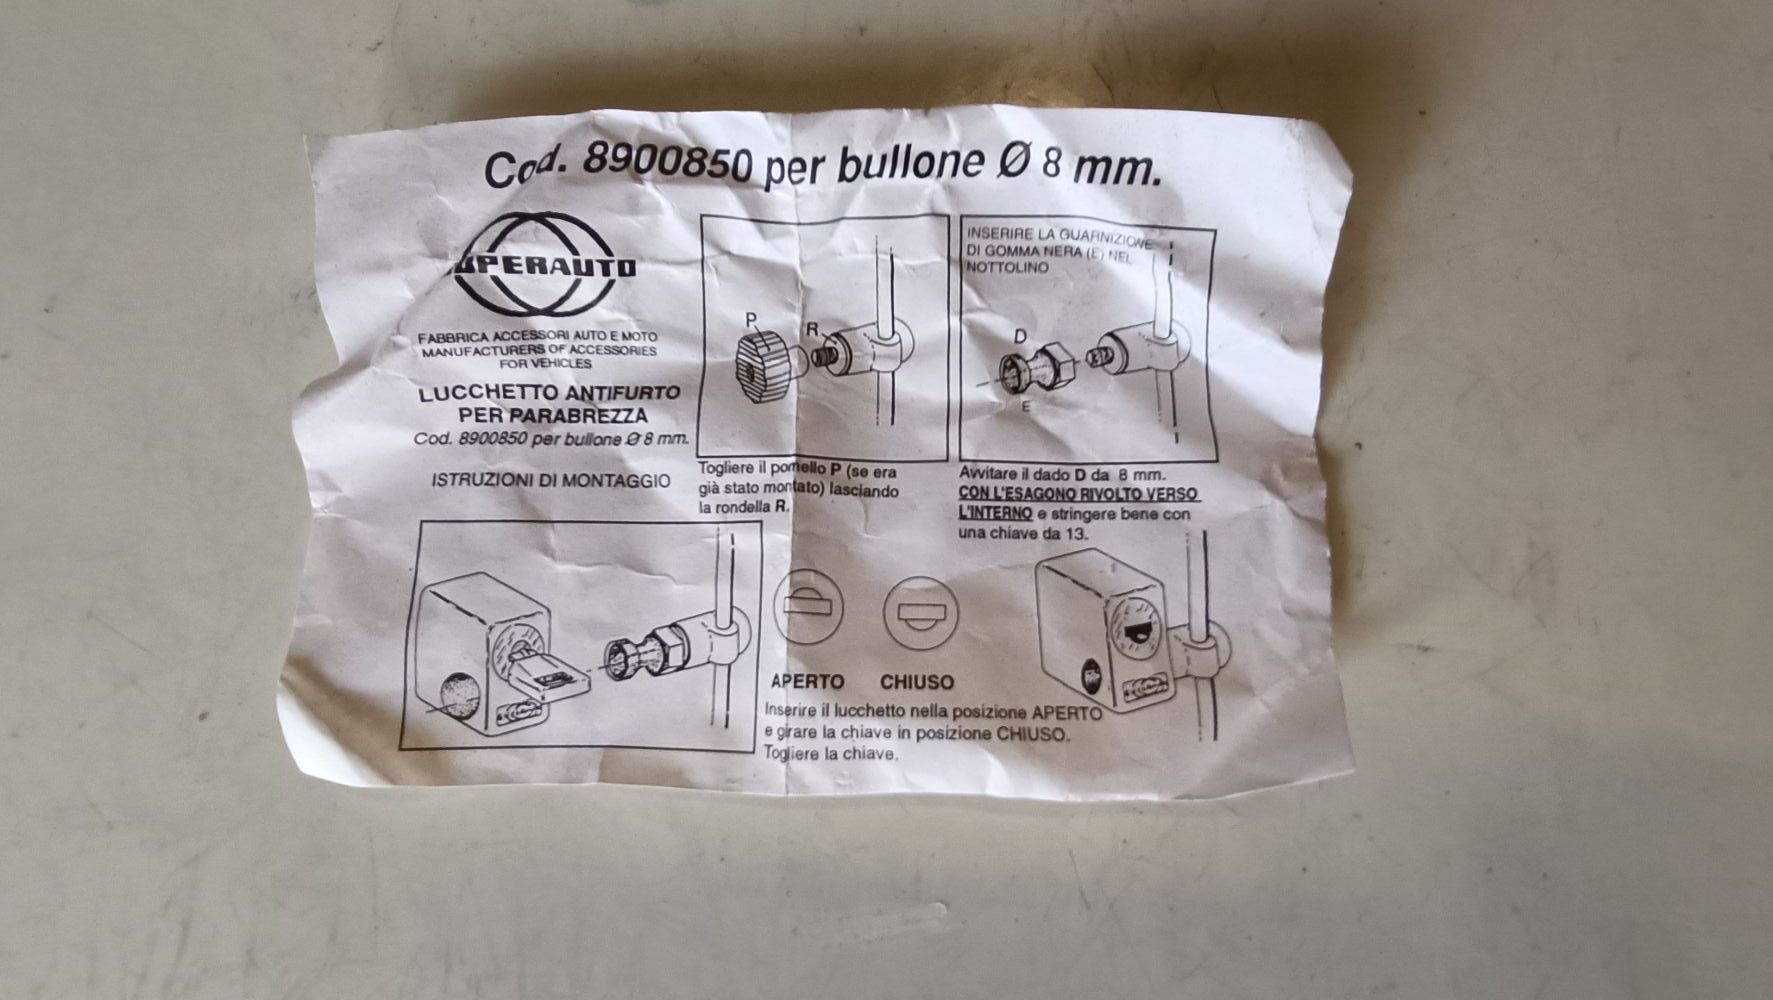 Cod. 8900850 per bullone Ø 8 mm.
UPERAUTO
FABBRICA ACCESSORI AUTO E MOTO
MANUFACTURERS OF ACCESSORIES
FOR VEHICLES
LUCCHETTO ANTIFURTO
PER PARABREZZA
Cod. 8900850 per bullone Ø 8 mm.
ISTRUZIONI DI MONTAGGIO
P
R
Togliere il pomello P (se era
già stato montato) lasciando
la rondella R.
INSERIRE LA GUARNIZIONE
DI GOMMA NERA (E) NEL
NOTTOLINO
D
E
Avvitare il dado D da 8 mm.
CON L'ESAGONO RIVOLTO VERSO
L'INTERNO e stringere bene con
una chiave da 13.
APERTO CHIUSO
Inserire il lucchetto nella posizione APERTO
e girare la chiave in posizione CHIUSO.
Togliere la chiave.